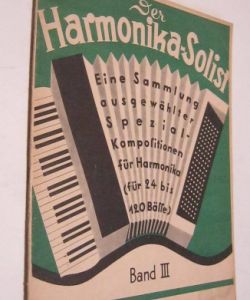 Der
Harmonika-Solist
Eine Sammlung
ausgewählter
Spezial-
Kompositionen
für Harmonika
(für 24 bis
120 Bässe)
Band III